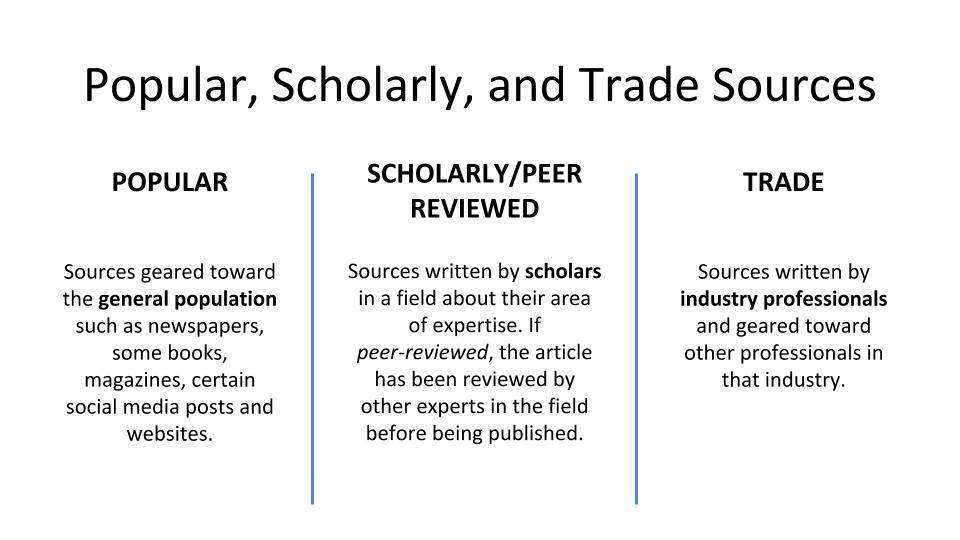 Popular, Scholarly, and Trade Sources
POPULAR
Sources geared toward
the general population
such as newspapers,
some books,
magazines, certain
social media posts and
websites.
SCHOLARLY/PEER
REVIEWED
Sources written by scholars
in a field about their area
of expertise. If
peer-reviewed, the article
has been reviewed by
other experts in the field
before being published.
TRADE
Sources written by
industry professionals
and geared toward
other professionals in
that industry.